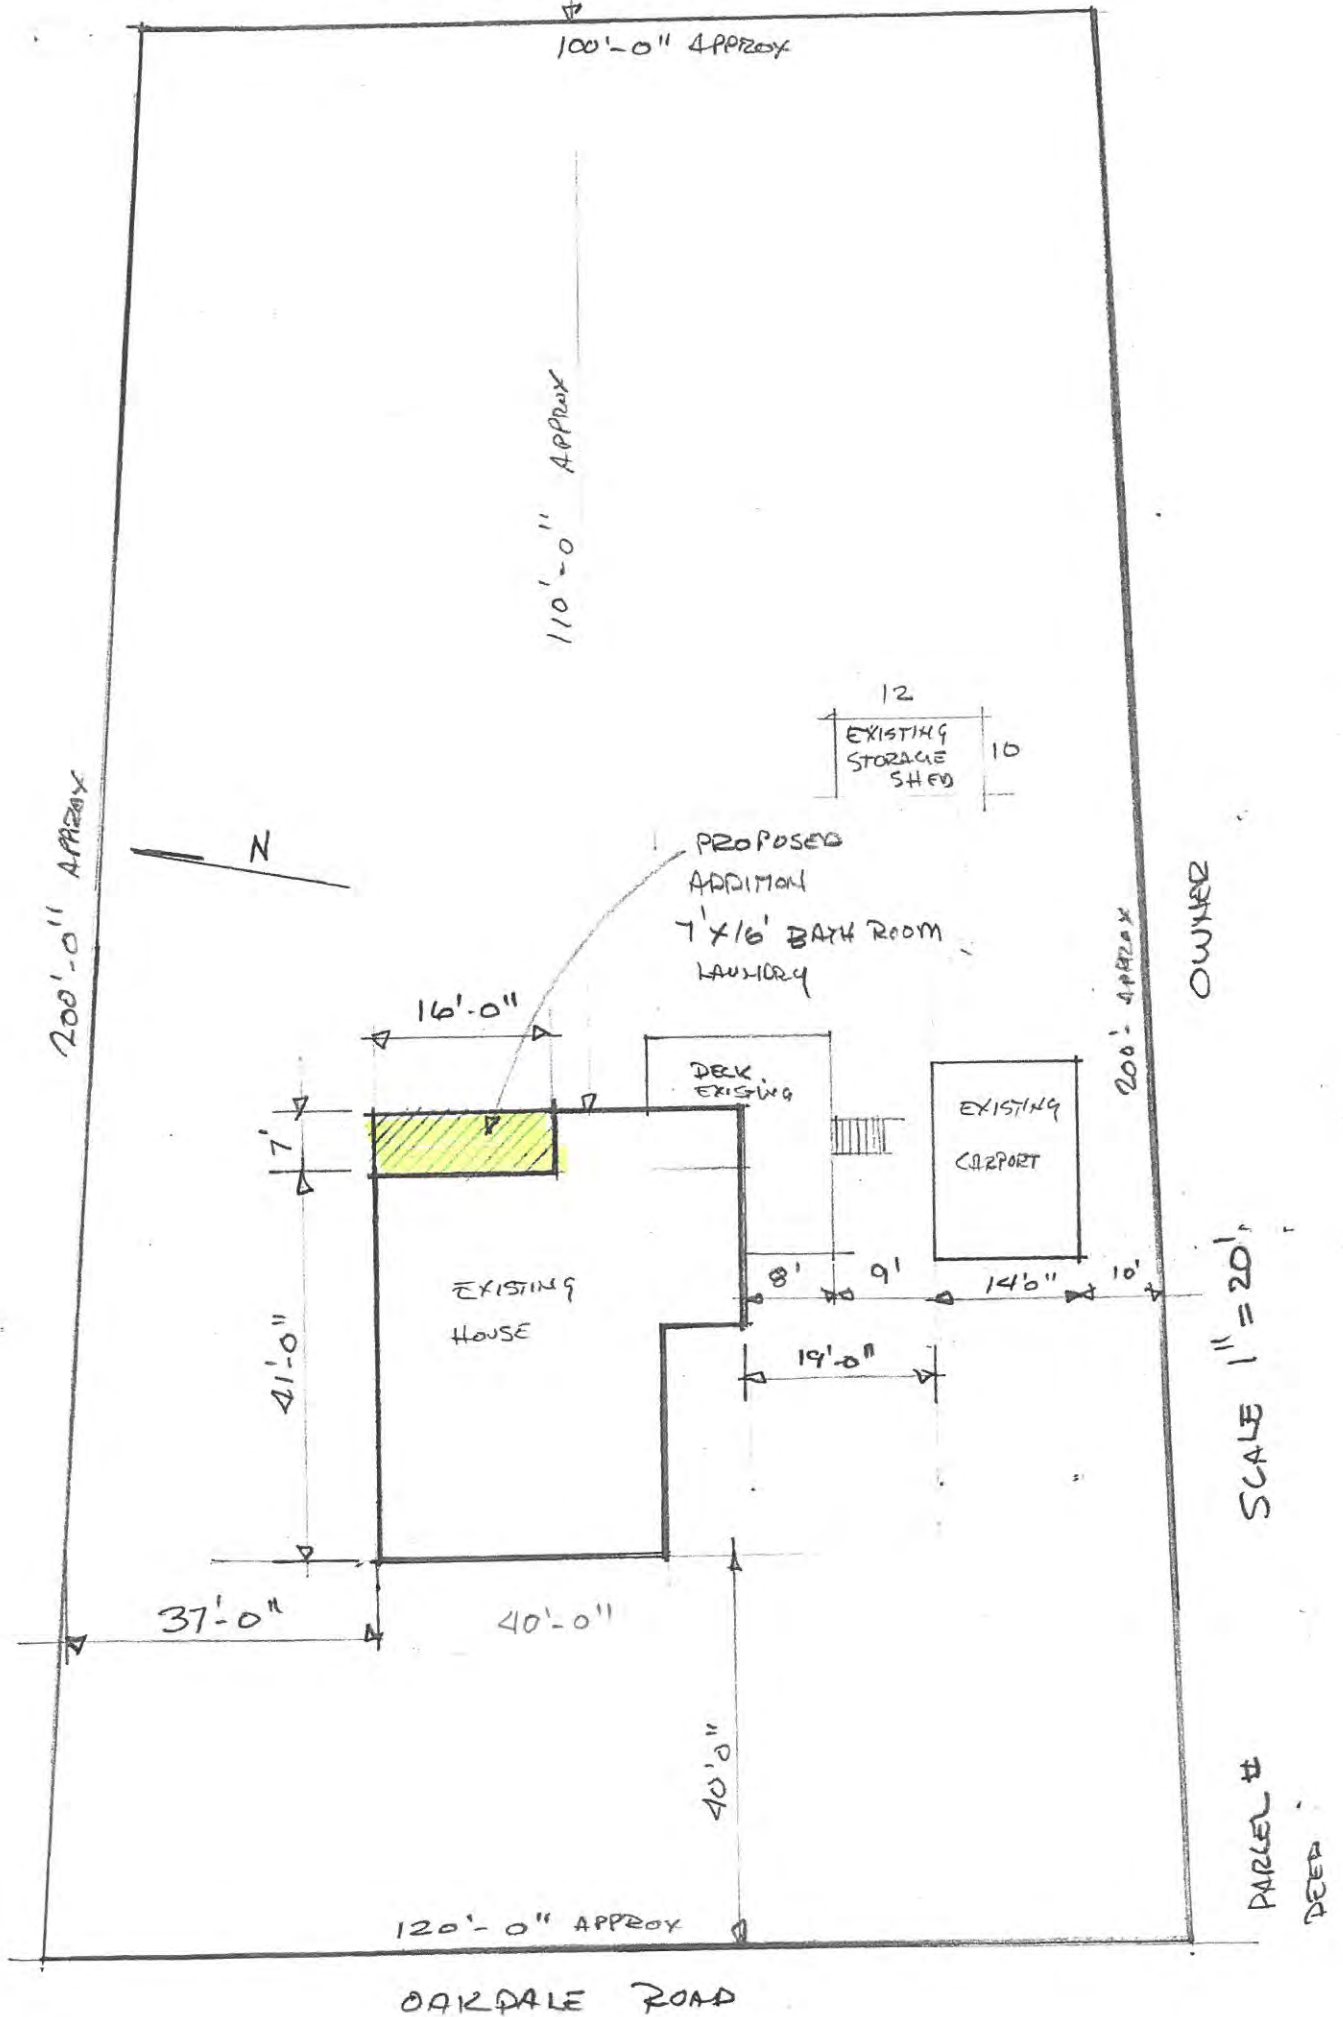 100'-0" APPROX
110'-0" APPROX
12
EXISTING
STORAGE
SHED
10
200'-0" APPROX
N
PROPOSED
ADDITION
7'X16' BATH ROOM
LAUNDRY
OWNER
200'- APPROX
16'-0"
DECK
EXISTING
7'
EXISTING
CARPORT
EXISTING
HOUSE
8'
9'
14'0"
10'
41'-0"
19'-0"
SCALE 1" = 20'
37'-0"
40'-0"
40'0"
PARCEL #
DEED
120'-0" APPROX
OAKDALE ROAD